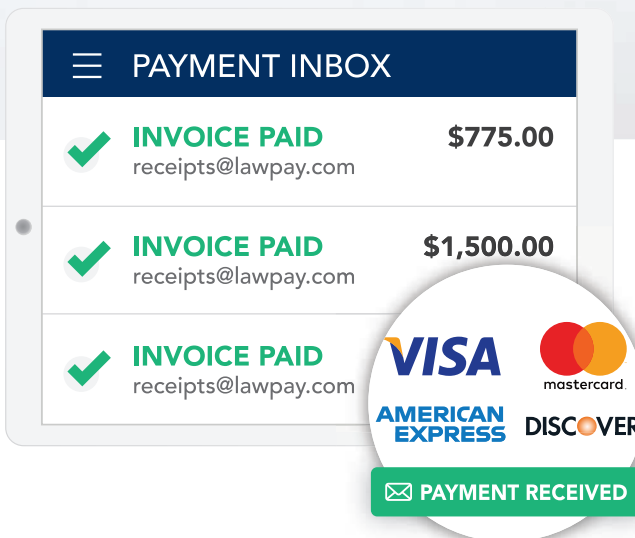 PAYMENT INBOX
INVOICE PAID $775.00
receipts@lawpay.com
INVOICE PAID $1,500.00
receipts@lawpay.com
INVOICE PAID
receipts@lawpay.com
VISA
mastercard.
AMERICAN
EXPRESS
DISCOVER
PAYMENT RECEIVED